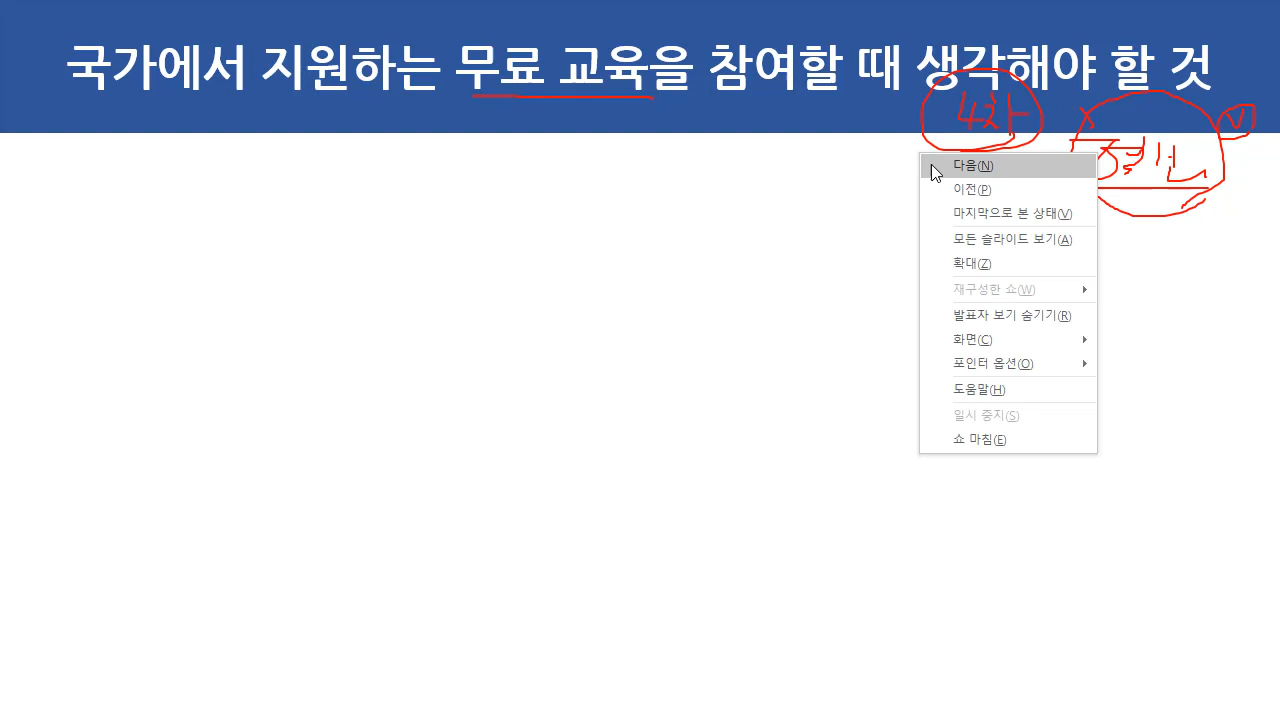 국가에서 지원하는 무료 교육을 참여할 때 생각해야 할 것
4차
다음(N)
이전(P)
마지막으로 본 상태(V)
모든 슬라이드 보기(A)
확대(Z)
재구성한 쇼(W)
발표자 보기 숨기기(R)
화면(C)
포인터 옵션(O)
도움말(H)
일시 중지(S)
쇼 마침(E)